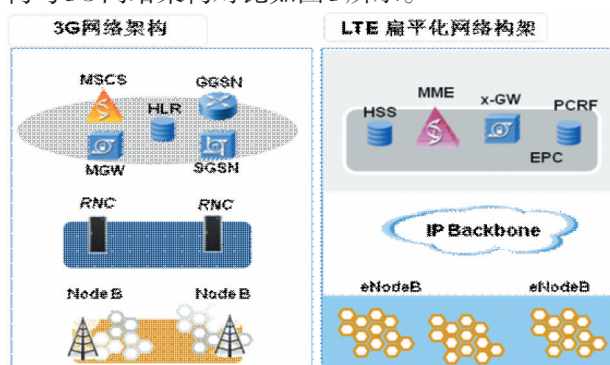 3G网络架构
MSCS
GGSN
HLR
MGW
SGSN
RNC
RNC
Node B
Node B
LTE 扁平化网络构架
HSS
MME
x-GW
PCRF
EPC
IP Backbone
eNodeB
eNodeB